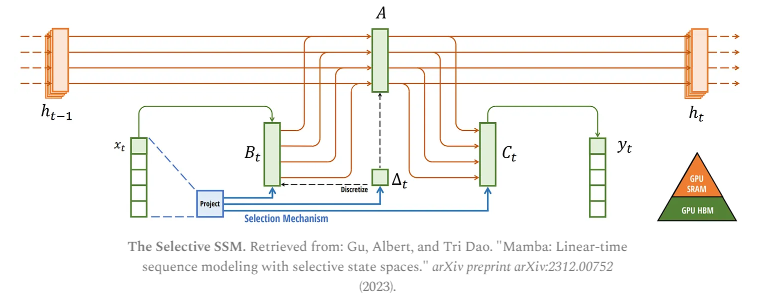 A
h_{t-1}
h_t
x_t
B_t
C_t
y_t
Δ_t
Discretize
Project
Selection Mechanism
GPU
SRAM
GPU HBM
The Selective SSM. Retrieved from: Gu, Albert, and Tri Dao. "Mamba: Linear-time
sequence modeling with selective state spaces." arXiv preprint arXiv:2312.00752
(2023).